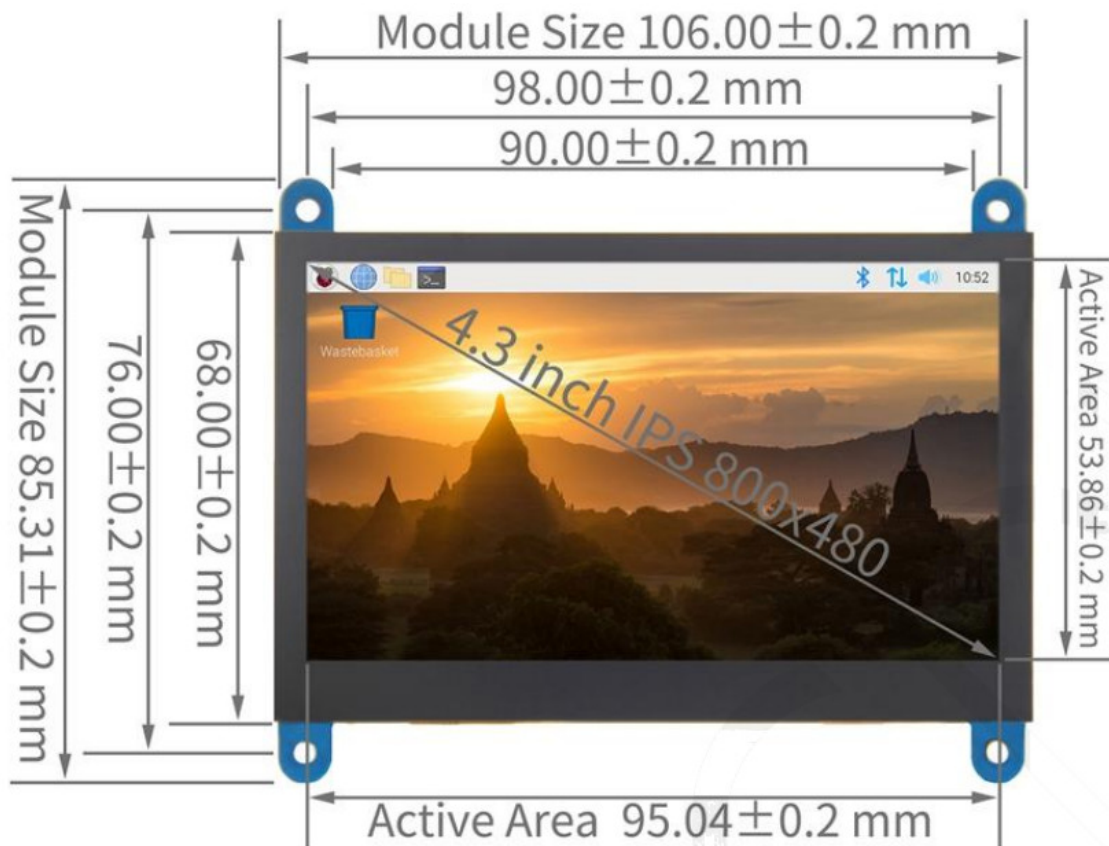 Module Size 106.00±0.2 mm
98.00±0.2 mm
90.00±0.2 mm
Module Size 85.31±0.2 mm
76.00±0.2 mm
68.00±0.2 mm
>_
10:52
Wastebasket
4.3 inch IPS 800x480
Active Area 53.86±0.2 mm
Active Area 95.04±0.2 mm